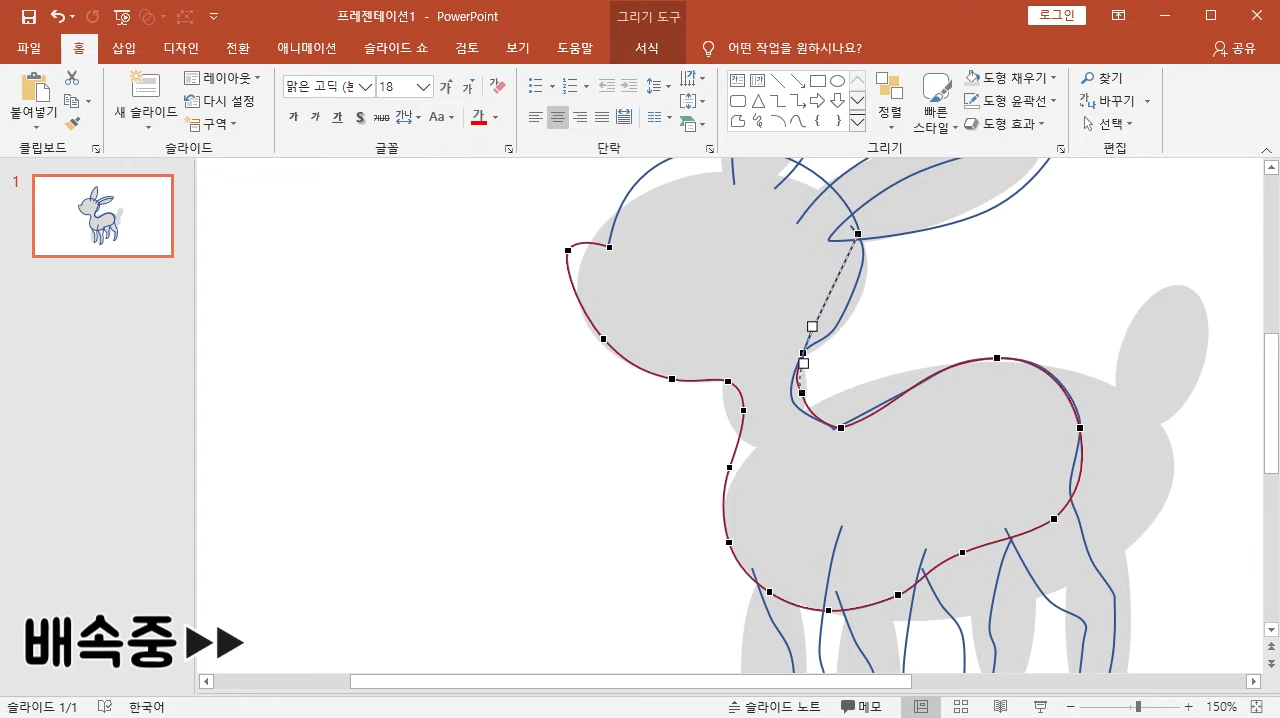 프레젠테이션1 - PowerPoint
그리기 도구
로그인
파일 홈 삽입 디자인 전환 애니메이션 슬라이드 쇼 검토 보기 도움말 서식 어떤 작업을 원하시나요? 공유
붙여넣기
새 슬라이드
레이아웃
다시 설정
구역
맑은 고딕 (본 18
가 가 가 S abc 간 Aa 가
정렬
빠른 스타일
도형 채우기
도형 윤곽선
도형 효과
찾기
바꾸기
선택
클립보드 슬라이드 글꼴 단락 그리기 편집
1
배속중
슬라이드 1/1 한국어 슬라이드 노트 메모 150%